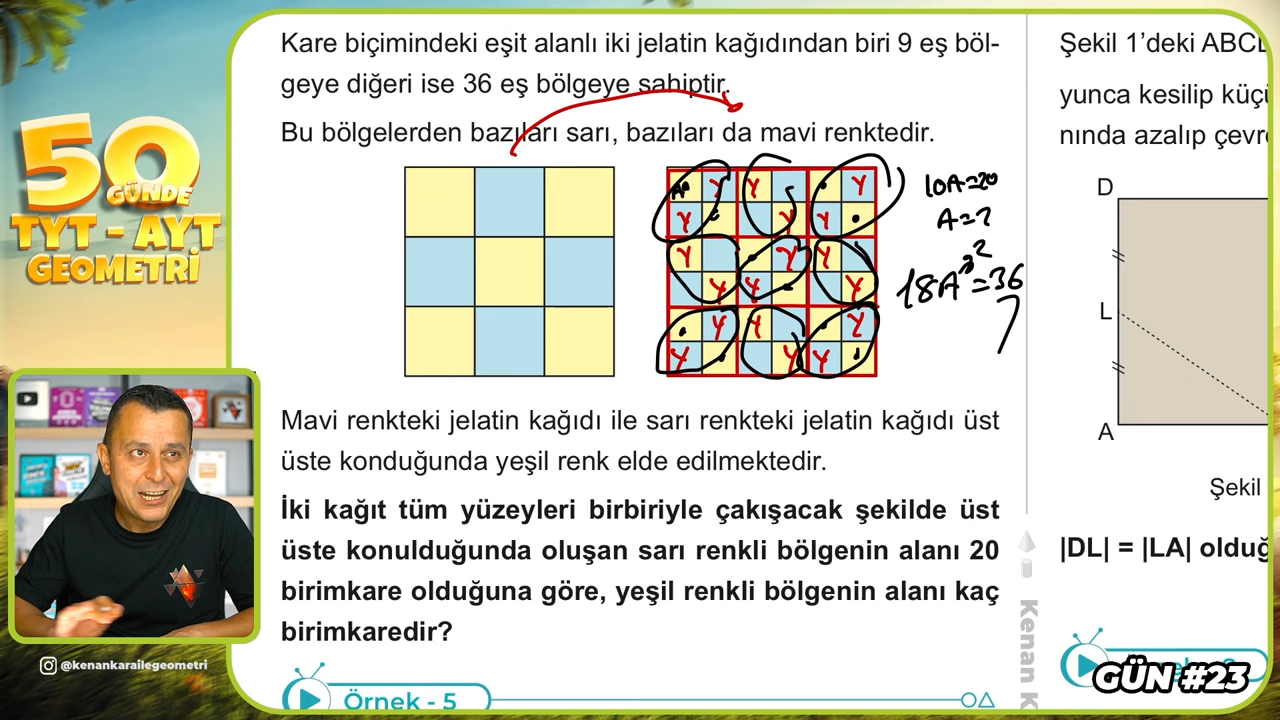 50
GÜNDE
TYT - AYT
GEOMETRİ
Kare biçimindeki eşit alanlı iki jelatin kağıdından biri 9 eş böl-
geye diğeri ise 36 eş bölgeye sahiptir.
Bu bölgelerden bazıları sarı, bazıları da mavi renktedir.
A Y Y Y
Y Y Y
Y Y Y
Y Y Y
Y Y Y
Y Y Y
10A=20
A=2
18A=36
2
Mavi renkteki jelatin kağıdı ile sarı renkteki jelatin kağıdı üst
üste konduğunda yeşil renk elde edilmektedir.
İki kağıt tüm yüzeyleri birbiriyle çakışacak şekilde üst
üste konulduğunda oluşan sarı renkli bölgenin alanı 20
birimkare olduğuna göre, yeşil renkli bölgenin alanı kaç
birimkaredir?
Örnek - 5
Şekil 1'deki ABC
yunca kesilip küç
nında azalıp çevre
D
L
A
Şekil
|DL| = |LA| olduğ
Kenan K
GÜN #23
@kenankarailegeometri